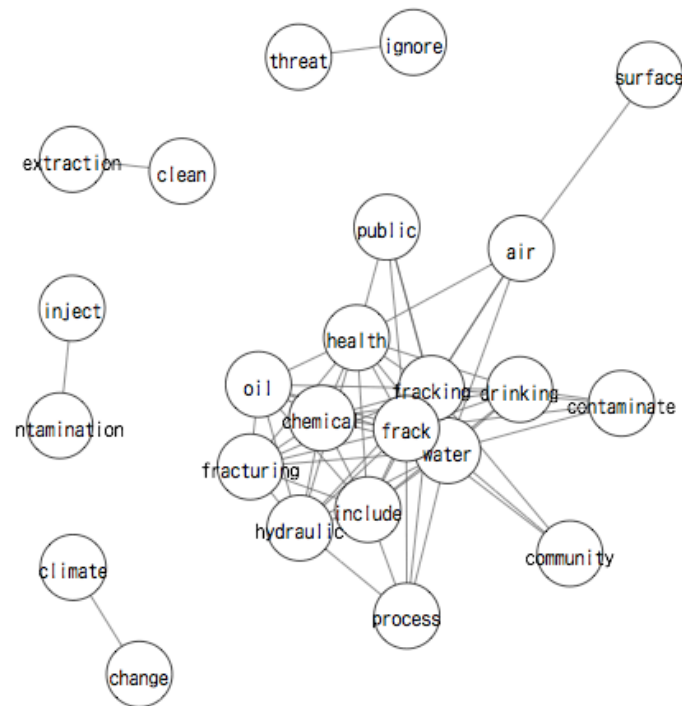 ignore
threat
surface
extraction
clean
public
air
inject
health
oil
fracking
drinking
chemical
contaminate
frack
ntamination
water
fracturing
include
hydraulic
community
climate
process
change